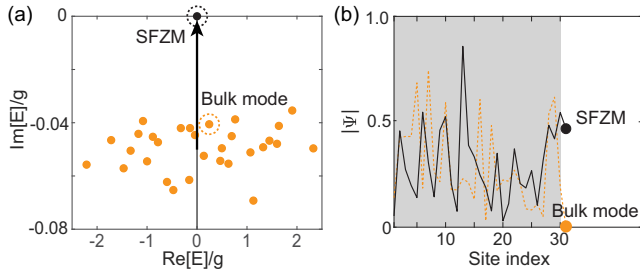 (a)
0
SFZM
Bulk mode
-0.04
-0.08
Im[E]/g
-2
-1
0
1
2
Re[E]/g
(b)
1.0
0.5
0
|Ψ|
SFZM
Bulk mode
10
20
30
Site index